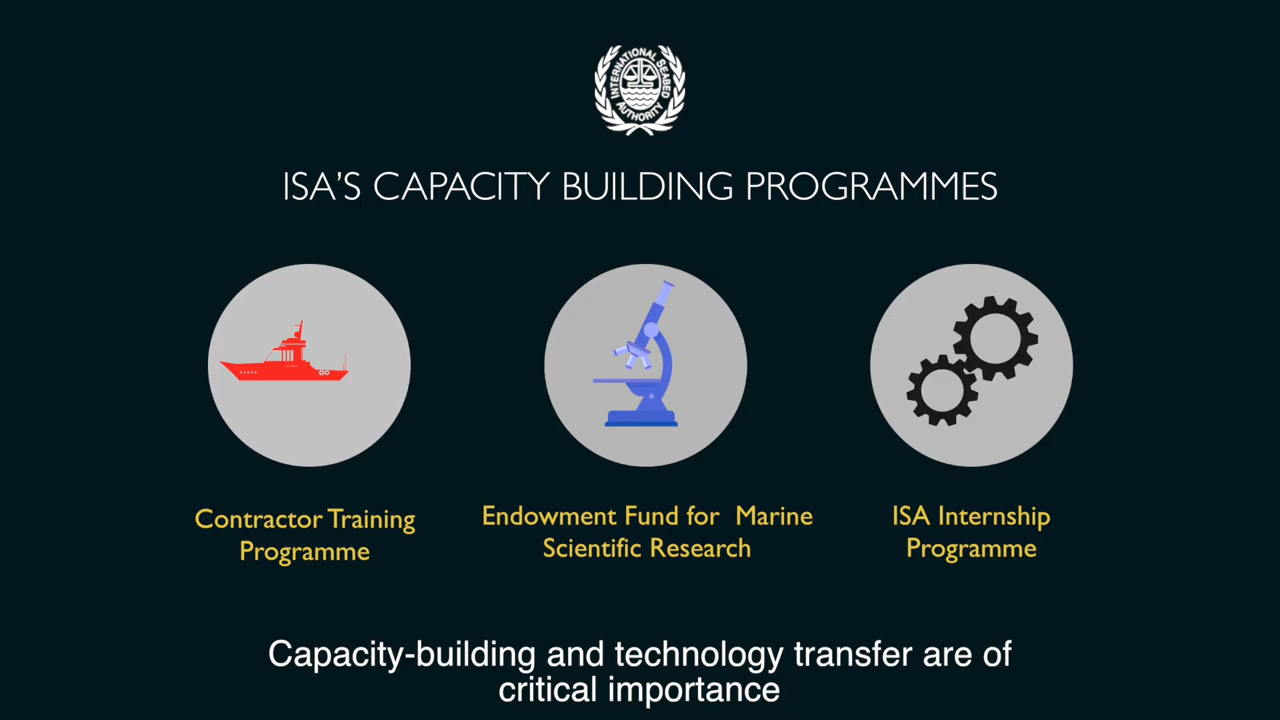 INTERNATIONAL SEABED
AUTHORITY
ISA'S CAPACITY BUILDING PROGRAMMES
Contractor Training
Programme
Endowment Fund for Marine
Scientific Research
ISA Internship
Programme
Capacity-building and technology transfer are of
critical importance